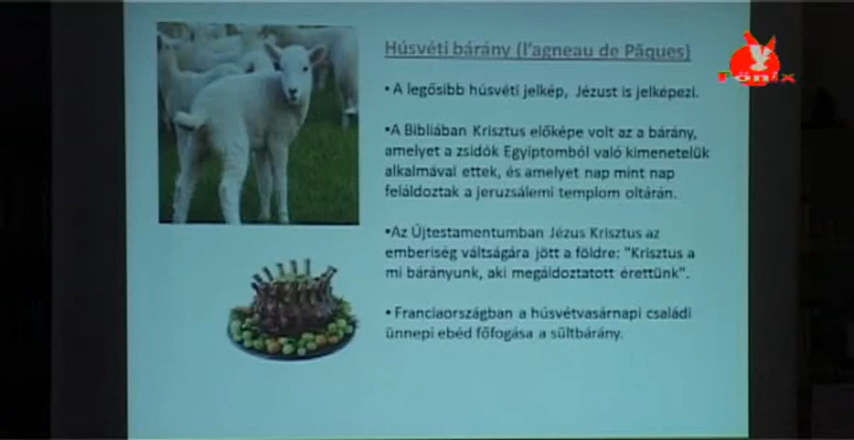 Húsvéti bárány (l'agneau de Pâques)
• A legősibb húsvéti jelkép, Jézust is jelképezi.
•A Bibliában Krisztus előképe volt az a bárány,
amelyet a zsidók Egyiptomból való kimenetelük
alkalmával ettek, és amelyet nap mint nap
feláldoztak a jeruzsálemi templom oltárán.
•Az Újtestamentumban Jézus Krisztus az
emberiség váltságára jött a földre: "Krisztus a
mi bárányunk, aki megáldoztatott érettünk".
• Franciaországban a húsvétvasárnapi családi
ünnepi ebéd főfogása a sültbárány.
Főnix